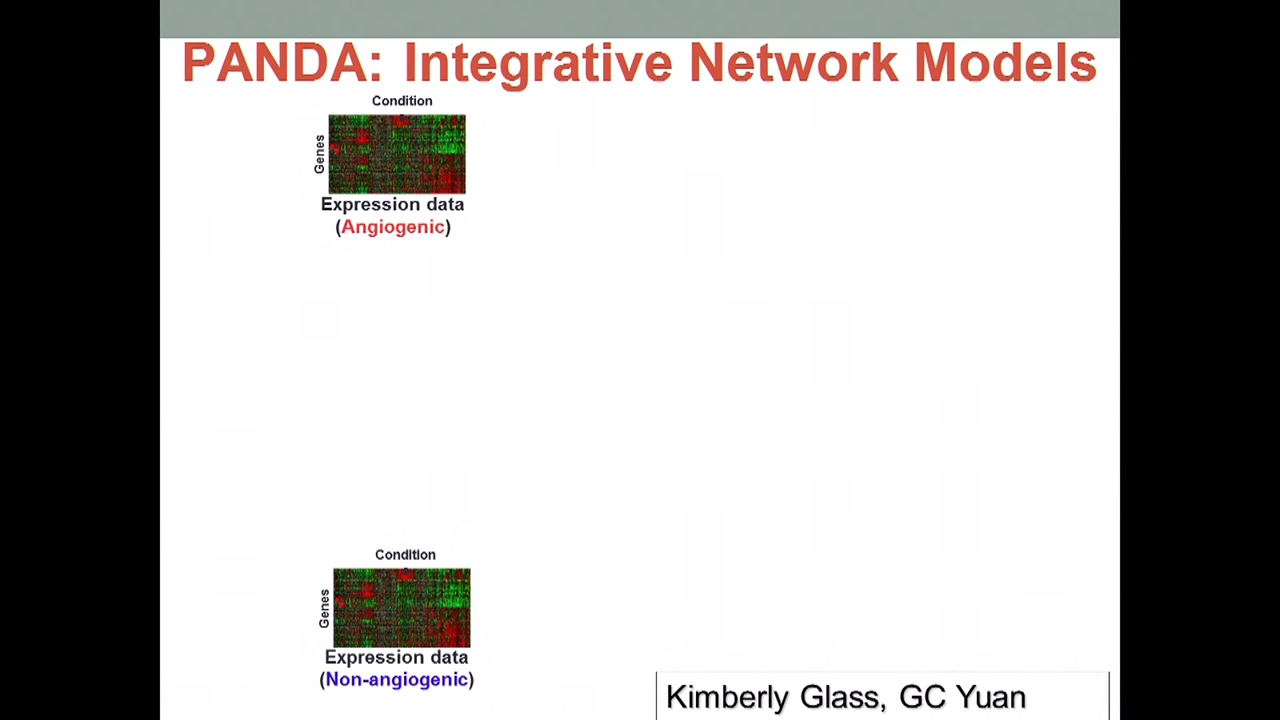 PANDA: Integrative Network Models
Condition
Genes
Expression data
(Angiogenic)
Condition
Genes
Expression data
(Non-angiogenic)
Kimberly Glass, GC Yuan